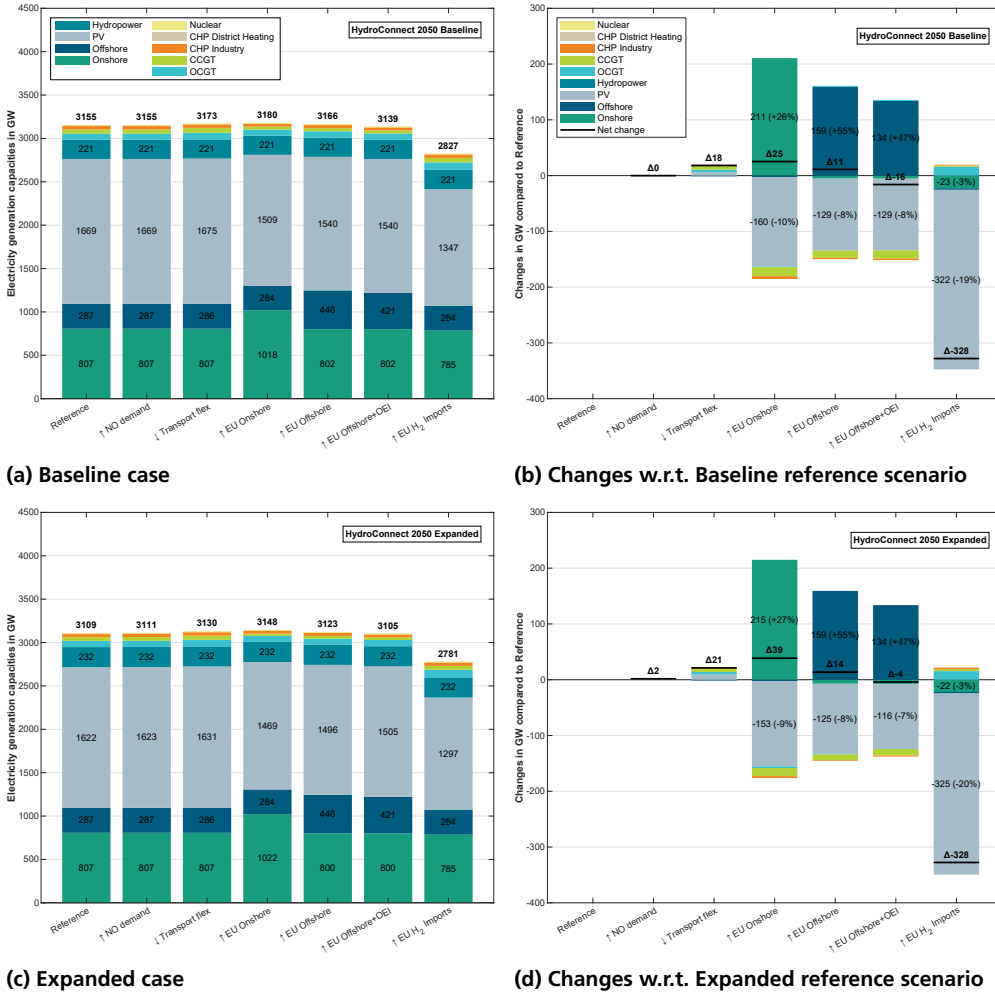 4500
4000
3500
3000
2500
2000
1500
1000
500
0
Electricity generation capacities in GW
Hydropower
PV
Offshore
Onshore
Nuclear
CHP District Heating
CHP Industry
CCGT
OCGT
HydroConnect 2050 Baseline
3155 3155 3173 3180 3166 3139 2827
221 221 221 221 221 221 221
1669 1669 1675 1509 1540 1540 1347
287 287 286 284 446 421 284
807 807 807 1018 802 802 785
Reference
↑ NO demand
↓ Transport flex
↑ EU Onshore
↑ EU Offshore
↑ EU Offshore+OEI
↑ EU H2 Imports
(a) Baseline case
300
200
100
0
-100
-200
-300
-400
Changes in GW compared to Reference
Nuclear
CHP District Heating
CHP Industry
CCGT
OCGT
Hydropower
PV
Offshore
Onshore
Net change
HydroConnect 2050 Baseline
211 (+26%) 159 (+55%) 134 (+47%)
Δ0 Δ18 Δ25 Δ11 Δ-16
-23 (-3%)
-160 (-10%) -129 (-8%) -129 (-8%)
-322 (-19%)
Δ-328
Reference
↑ NO demand
↓ Transport flex
↑ EU Onshore
↑ EU Offshore
↑ EU Offshore+OEI
↑ EU H2 Imports
(b) Changes w.r.t. Baseline reference scenario
4500
4000
3500
3000
2500
2000
1500
1000
500
0
Electricity generation capacities in GW
HydroConnect 2050 Expanded
3109 3111 3130 3148 3123 3105 2781
232 232 232 232 232 232 232
1622 1623 1631 1469 1496 1505 1297
287 287 286 284 446 421 284
807 807 807 1022 800 800 785
Reference
↑ NO demand
↓ Transport flex
↑ EU Onshore
↑ EU Offshore
↑ EU Offshore+OEI
↑ EU H2 Imports
(c) Expanded case
300
200
100
0
-100
-200
-300
-400
Changes in GW compared to Reference
HydroConnect 2050 Expanded
215 (+27%) 159 (+55%) 134 (+47%)
Δ2 Δ21 Δ39 Δ14 Δ-4
-22 (-3%)
-153 (-9%) -125 (-8%) -116 (-7%)
-325 (-20%)
Δ-328
Reference
↑ NO demand
↓ Transport flex
↑ EU Onshore
↑ EU Offshore
↑ EU Offshore+OEI
↑ EU H2 Imports
(d) Changes w.r.t. Expanded reference scenario